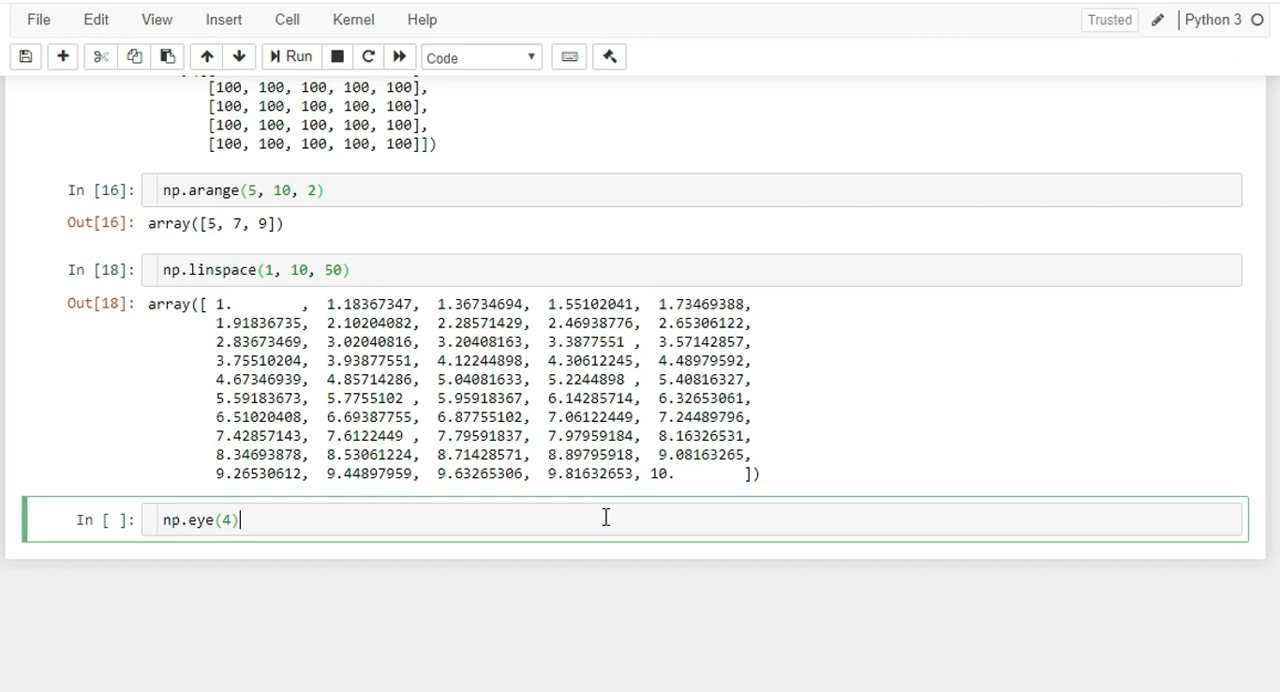 File Edit View Insert Cell Kernel Help Trusted Python 3
Run Code
[100, 100, 100, 100, 100],
[100, 100, 100, 100, 100],
[100, 100, 100, 100, 100],
[100, 100, 100, 100, 100]])
In [16]: np.arange(5, 10, 2)
Out[16]: array([5, 7, 9])
In [18]: np.linspace(1, 10, 50)
Out[18]: array([ 1.        ,  1.18367347,  1.36734694,  1.55102041,  1.73469388,
1.91836735,  2.10204082,  2.28571429,  2.46938776,  2.65306122,
2.83673469,  3.02040816,  3.20408163,  3.3877551 ,  3.57142857,
3.75510204,  3.93877551,  4.12244898,  4.30612245,  4.48979592,
4.67346939,  4.85714286,  5.04081633,  5.2244898 ,  5.40816327,
5.59183673,  5.7755102 ,  5.95918367,  6.14285714,  6.32653061,
6.51020408,  6.69387755,  6.87755102,  7.06122449,  7.24489796,
7.42857143,  7.6122449 ,  7.79591837,  7.97959184,  8.16326531,
8.34693878,  8.53061224,  8.71428571,  8.89795918,  9.08163265,
9.26530612,  9.44897959,  9.63265306,  9.81632653, 10.        ])
In [ ]: np.eye(4)